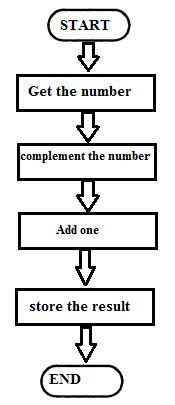 START
Get the number
complement the number
Add one
store the result
END